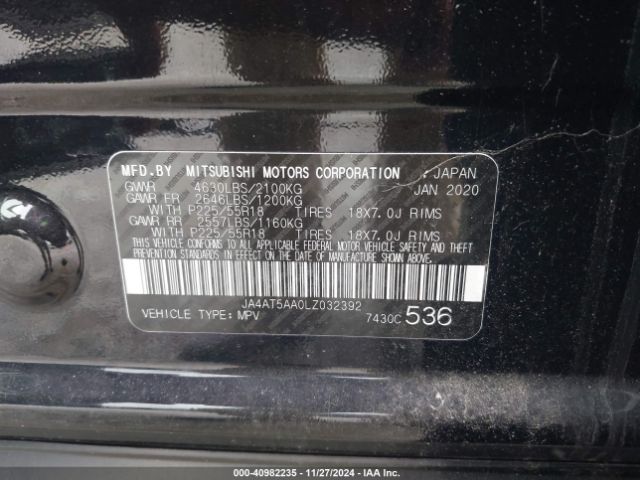 MFD.BY MITSUBISHI MOTORS CORPORATION : JAPAN
GVWR 4630LBS/2100KG JAN 2020
GAWR FR 2646LBS/1200KG
WITH P225/55R18 TIRES 18X7.0J RIMS
GAWR RR 2557LBS/1160KG
WITH P225/55R18 TIRES 18X7.0J RIMS
THIS VEHICLE CONFORMS TO ALL APPLICABLE FEDERAL MOTOR VEHICLE SAFETY AND THEFT
PREVENTION STANDARDS IN EFFECT ON THE DATE OF MANUFACTURE SHOWN ABOVE.
JA4AT5AA0LZ032392
VEHICLE TYPE: MPV 7430C 536
000-40982235 - 11/27/2024 - IAA Inc.